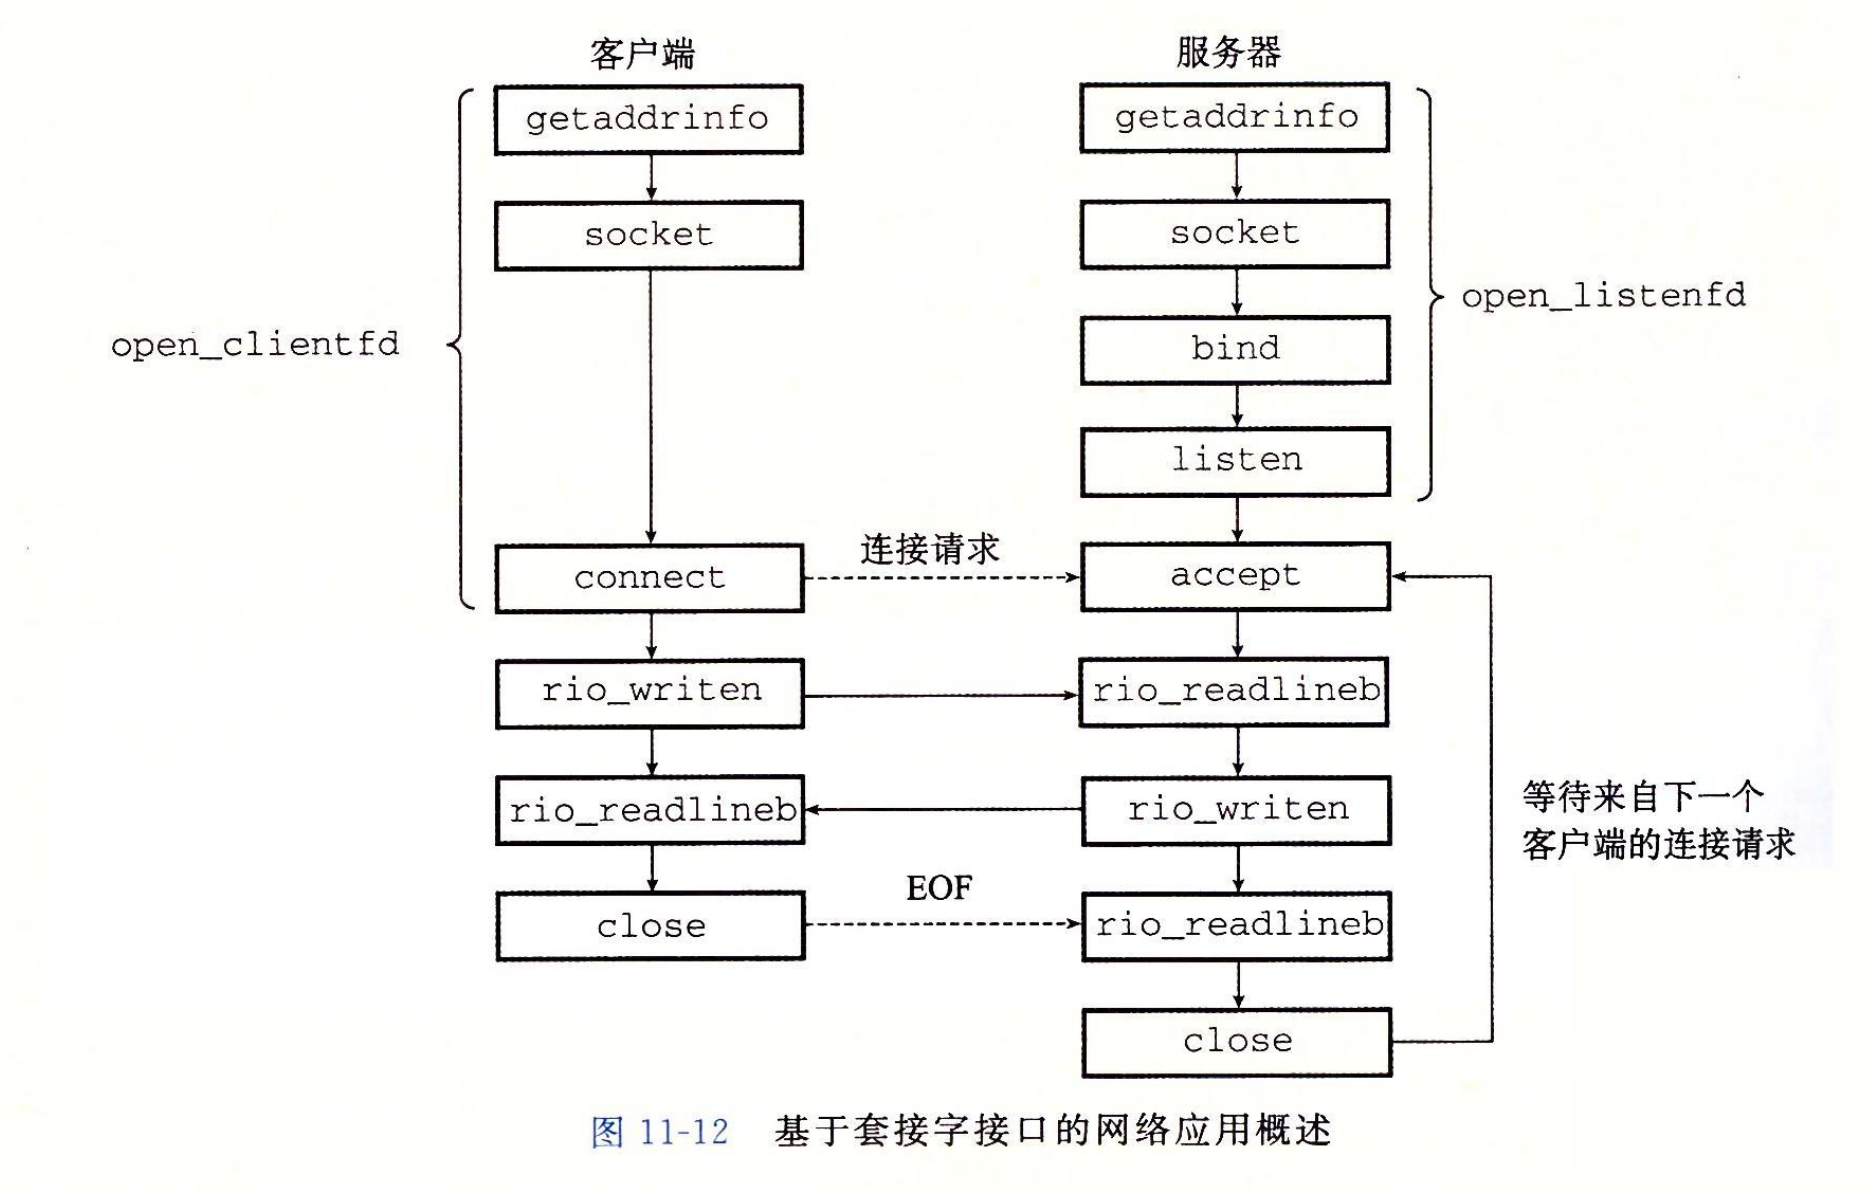 客户端
服务器
getaddrinfo
getaddrinfo
socket
socket
open_listenfd
open_clientfd
bind
listen
连接请求
connect
accept
rio_writen
rio_readlineb
rio_readlineb
rio_writen
等待来自下一个
客户端的连接请求
EOF
close
rio_readlineb
close
图 11-12 基于套接字接口的网络应用概述